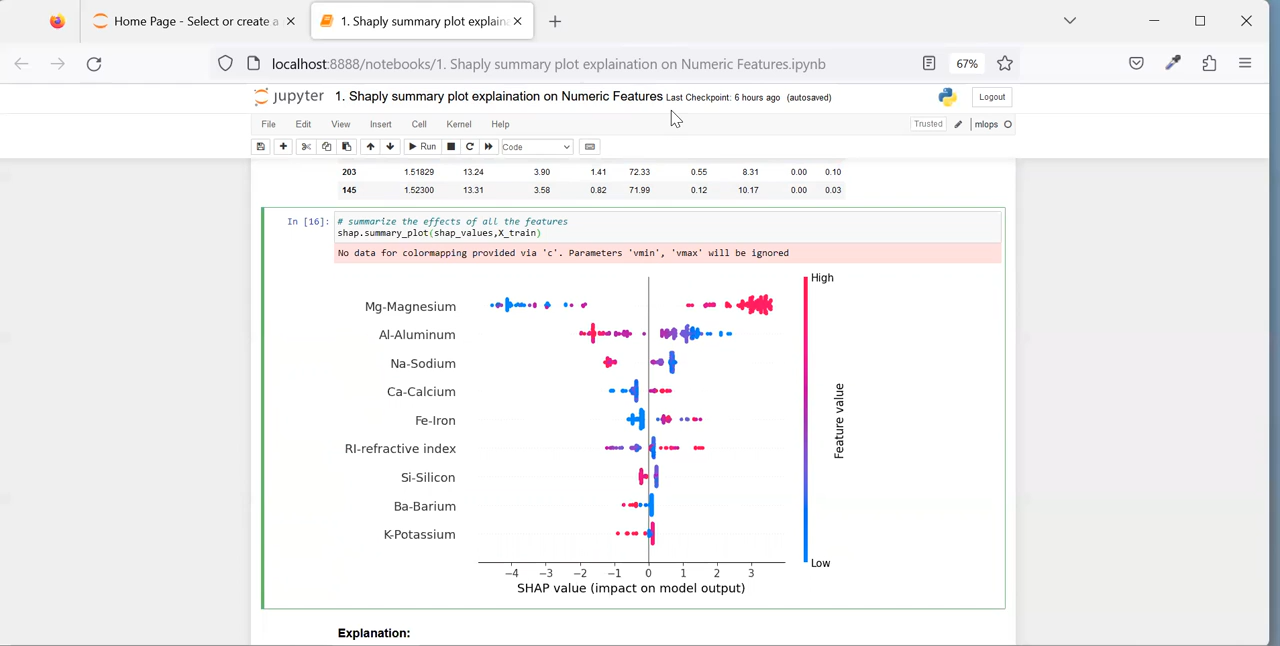 Home Page - Select or create a
1. Shaply summary plot explain
localhost:8888/notebooks/1. Shaply summary plot explaination on Numeric Features.ipynb
67%
jupyter 1. Shaply summary plot explaination on Numeric Features Last Checkpoint: 6 hours ago (autosaved)
Logout
File Edit View Insert Cell Kernel Help
Trusted mlops
Run Code
203 1.51829 13.24 3.90 1.41 72.33 0.55 8.31 0.00 0.10
145 1.52300 13.31 3.58 0.82 71.99 0.12 10.17 0.00 0.03
In [16]: # summarize the effects of all the features
shap.summary_plot(shap_values,X_train)
No data for colormapping provided via 'c'. Parameters 'vmin', 'vmax' will be ignored
High
Mg-Magnesium
Al-Aluminum
Na-Sodium
Ca-Calcium
Fe-Iron
RI-refractive index
Si-Silicon
Ba-Barium
K-Potassium
Feature value
Low
−4 −3 −2 −1 0 1 2 3
SHAP value (impact on model output)
Explanation: